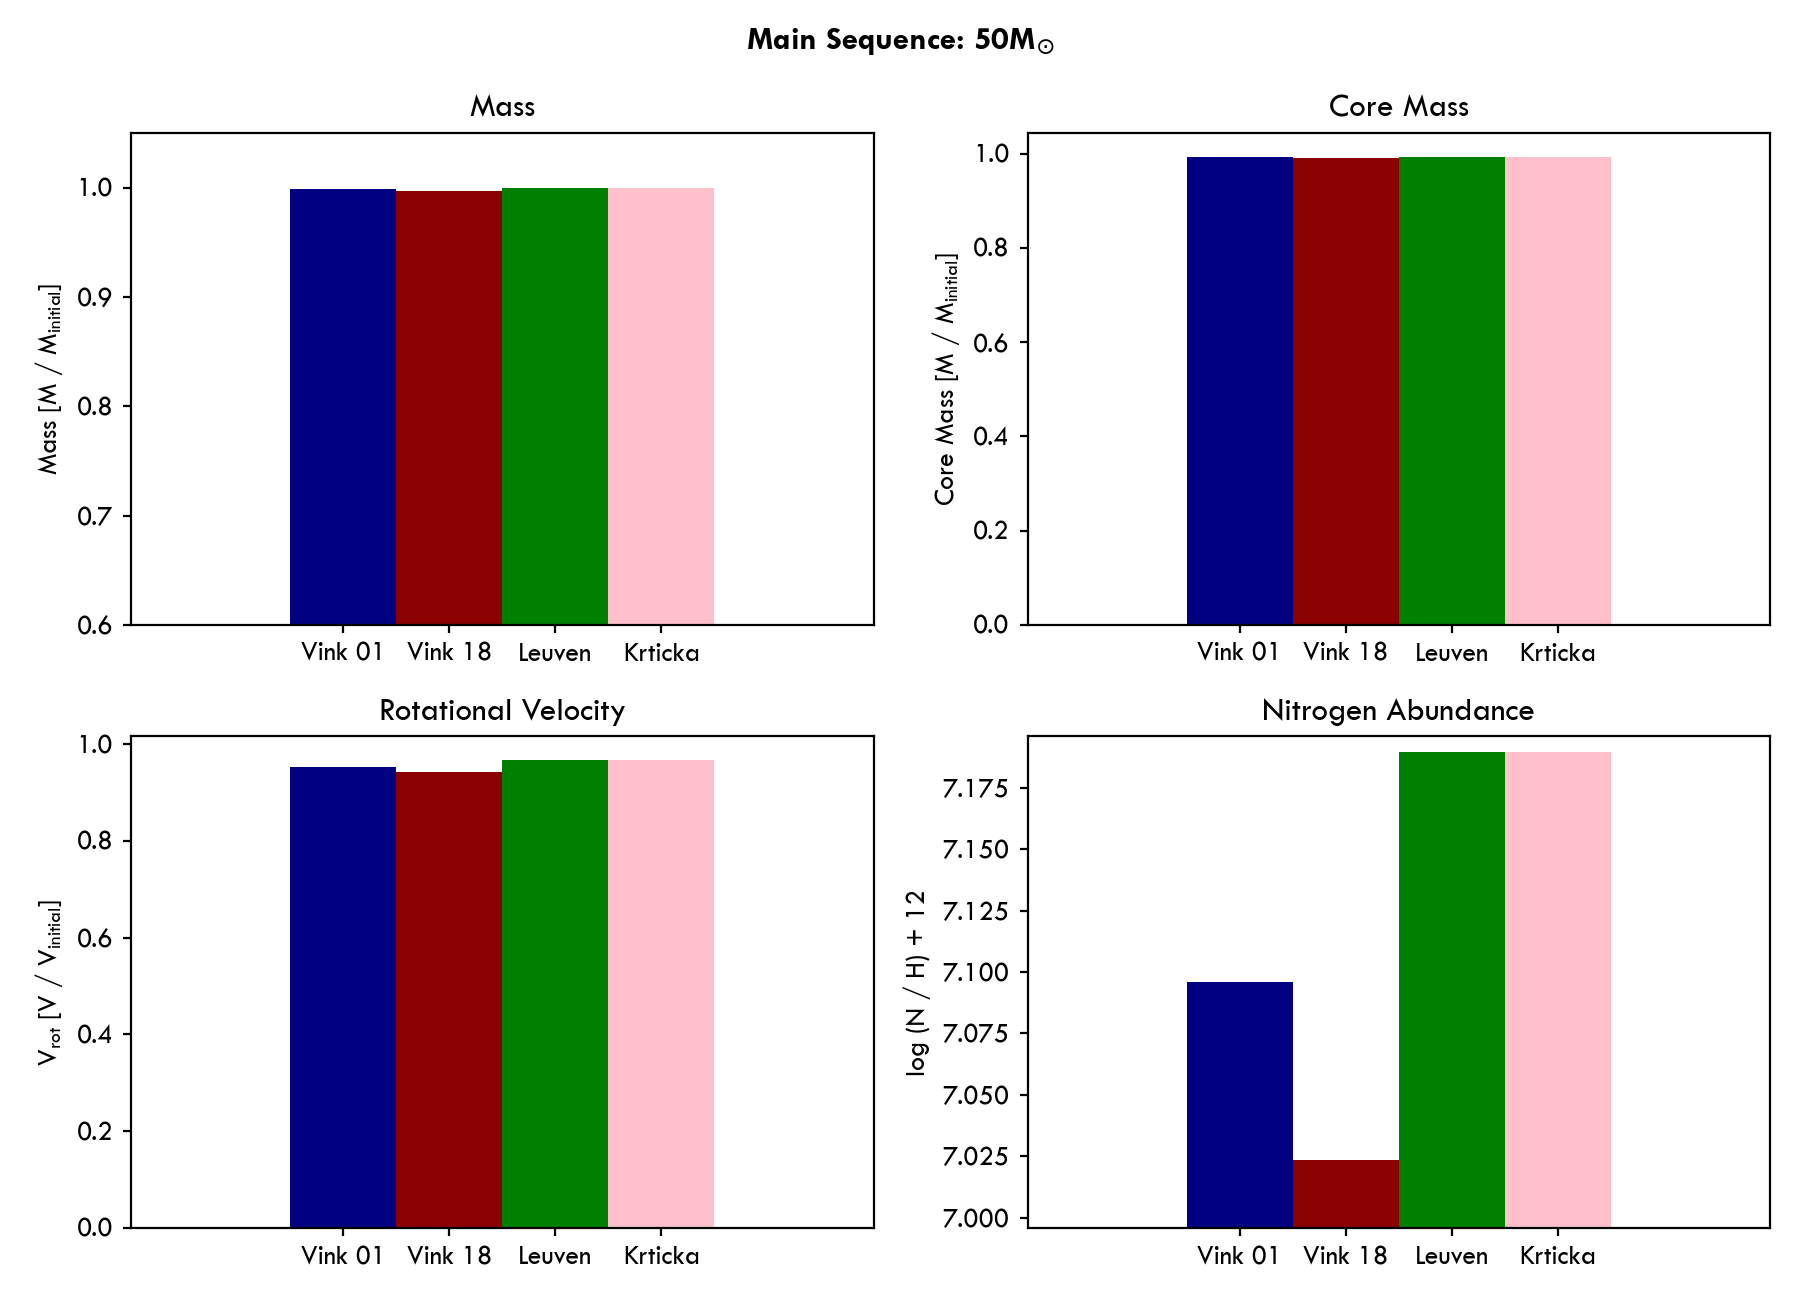 Main Sequence: 50M☉
Mass
Mass [M / Minitial]
1.0
0.9
0.8
0.7
0.6
Vink 01 Vink 18 Leuven Krticka
Core Mass
Core Mass [M / Minitial]
1.0
0.8
0.6
0.4
0.2
0.0
Vink 01 Vink 18 Leuven Krticka
Rotational Velocity
Vrot [V / Vinitial]
1.0
0.8
0.6
0.4
0.2
0.0
Vink 01 Vink 18 Leuven Krticka
Nitrogen Abundance
log (N / H) + 12
7.175
7.150
7.125
7.100
7.075
7.050
7.025
7.000
Vink 01 Vink 18 Leuven Krticka